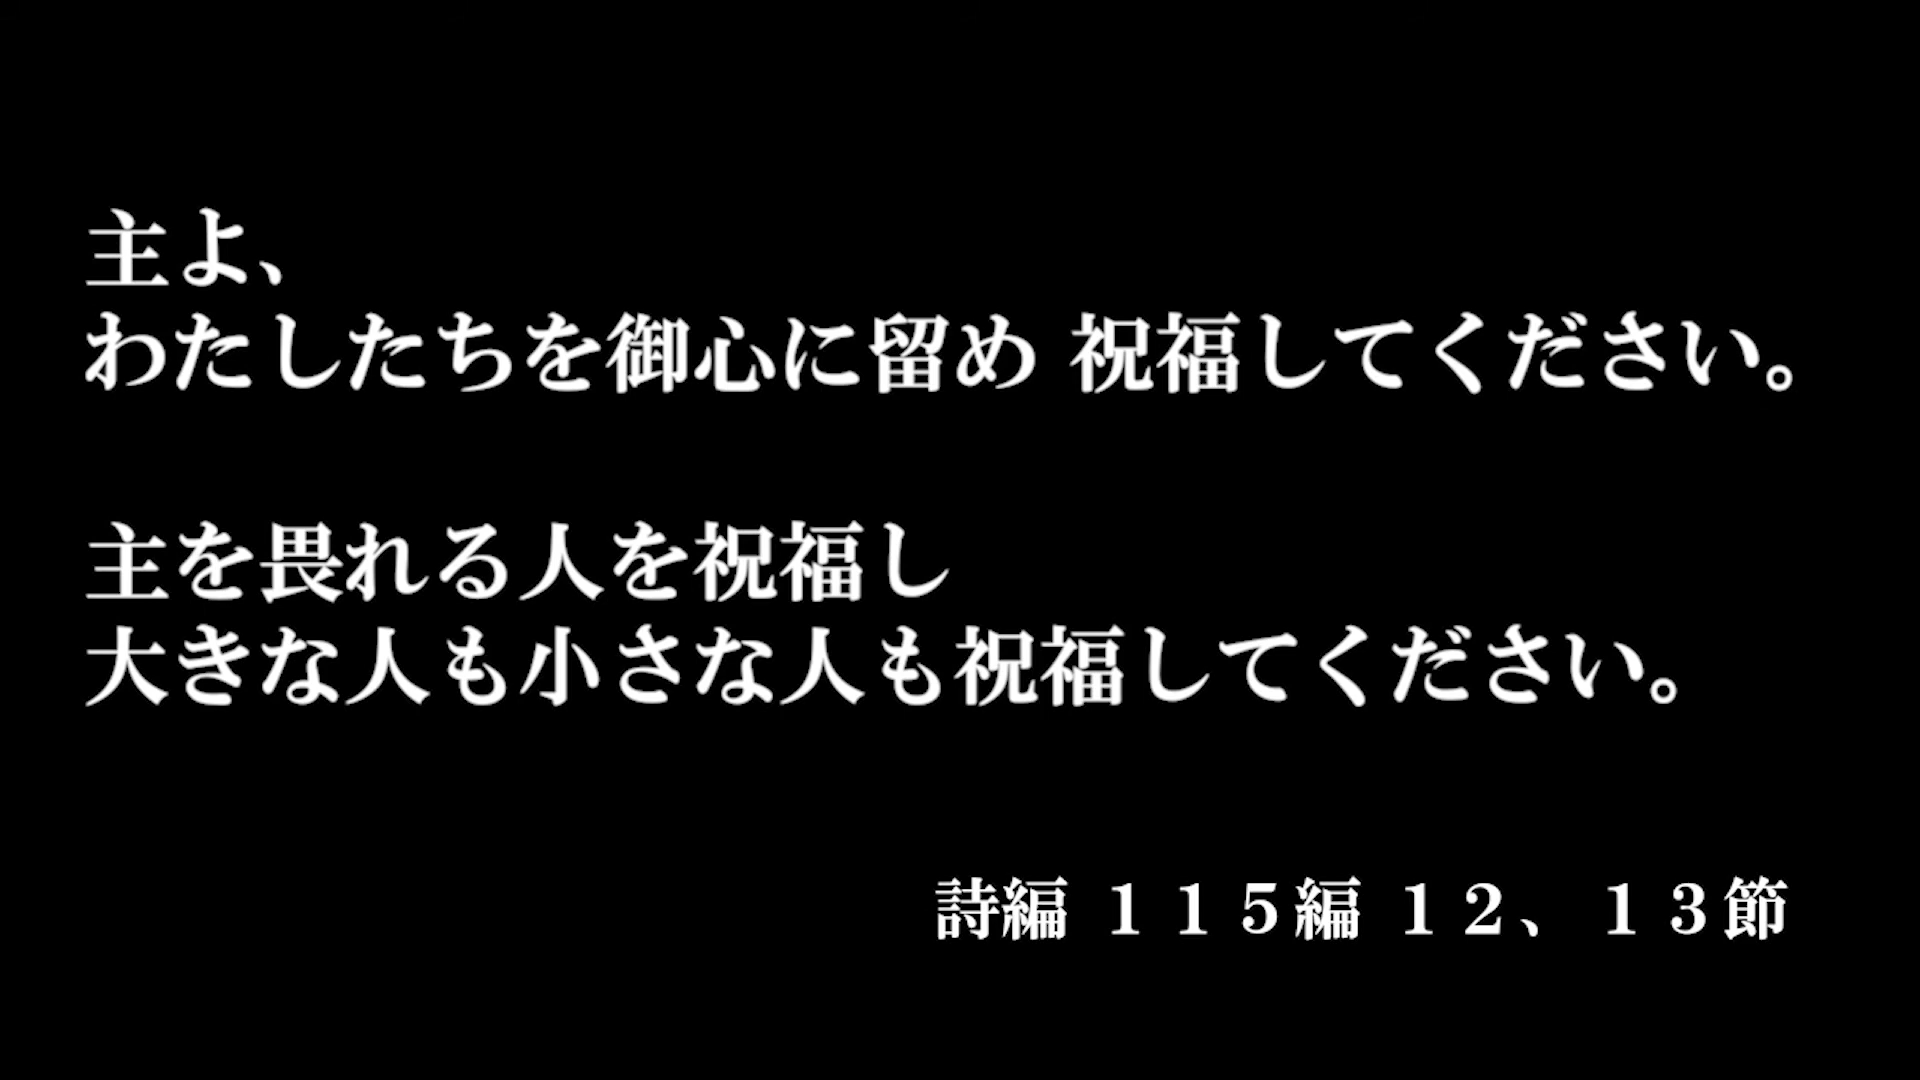 主よ、
わたしたちを御心に留め 祝福してください。
主を畏れる人を祝福し
大きな人も小さな人も祝福してください。
詩編 １１５編 １２、１３節